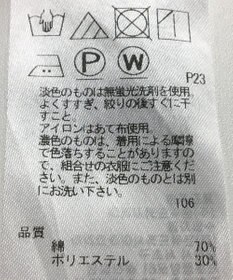 P W
P23
淡色のものは無蛍光洗剤を使用。
よくすすぎ、絞りの後すぐに干
すこと。
アイロンはあて布使用。
濃色のものは、着用による摩擦
で色落ちすることがありますの
で、組合せの衣服にご注意くだ
さい。また、淡色のものとは別
にお洗い下さい。
106
品質
綿 70%
ポリエステル 30%